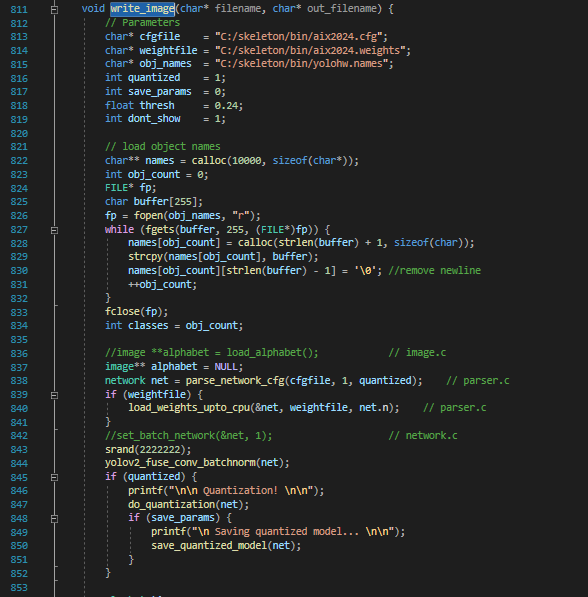 811 void write_image(char* filename, char* out_filename) {
812 // Parameters
813 char* cfgfile = "C:/skeleton/bin/aix2024.cfg";
814 char* weightfile = "C:/skeleton/bin/aix2024.weights";
815 char* obj_names = "C:/skeleton/bin/yolohw.names";
816 int quantized = 1;
817 int save_params = 0;
818 float thresh = 0.24;
819 int dont_show = 1;
820
821 // load object names
822 char** names = calloc(10000, sizeof(char*));
823 int obj_count = 0;
824 FILE* fp;
825 char buffer[255];
826 fp = fopen(obj_names, "r");
827 while (fgets(buffer, 255, (FILE*)fp)) {
828 names[obj_count] = calloc(strlen(buffer) + 1, sizeof(char));
829 strcpy(names[obj_count], buffer);
830 names[obj_count][strlen(buffer) - 1] = '\0'; //remove newline
831 ++obj_count;
832 }
833 fclose(fp);
834 int classes = obj_count;
835
836 //image **alphabet = load_alphabet(); // image.c
837 image** alphabet = NULL;
838 network net = parse_network_cfg(cfgfile, 1, quantized); // parser.c
839 if (weightfile) {
840 load_weights_upto_cpu(&net, weightfile, net.n); // parser.c
841 }
842 //set_batch_network(&net, 1); // network.c
843 srand(2222222);
844 yolov2_fuse_conv_batchnorm(net);
845 if (quantized) {
846 printf("\n\n Quantization! \n\n");
847 do_quantization(net);
848 if (save_params) {
849 printf("\n Saving quantized model... \n\n");
850 save_quantized_model(net);
851 }
852 }
853